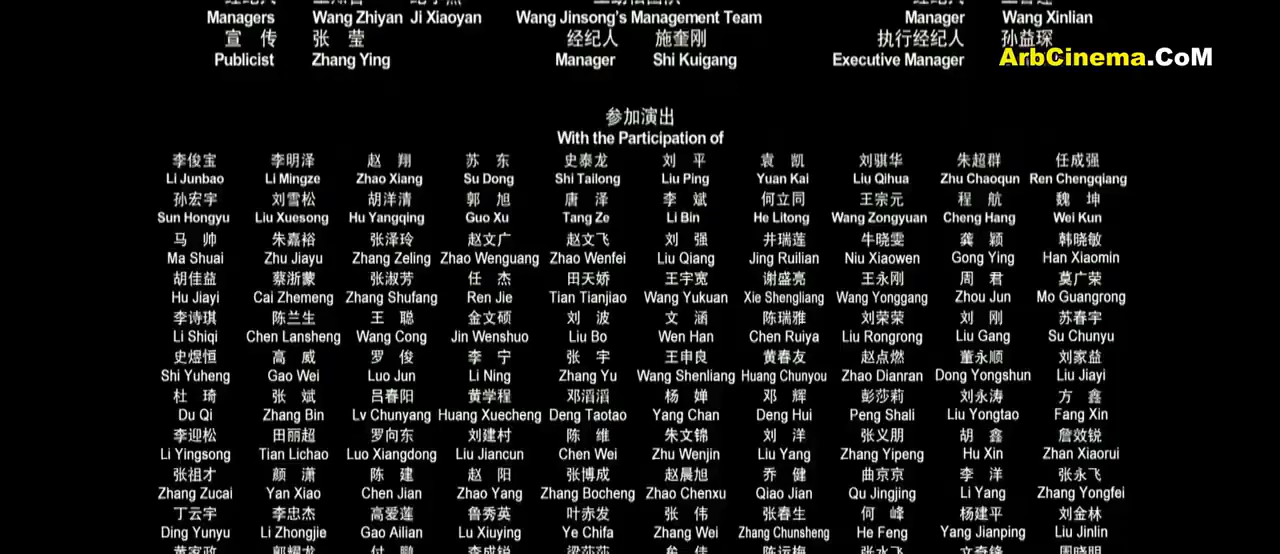 Managers Wang Zhiyan Ji Xiaoyan Wang Jinsong's Management Team Manager Wang Xinlian
宣 传 张 莹 经纪人 施奎刚 执行经纪人 孙益琛
Publicist Zhang Ying Manager Shi Kuigang Executive Manager ArbCinema.CoM
参加演出
With the Participation of
李俊宝 李明泽 赵 翔 苏 东 史泰龙 刘 平 袁 凯 刘骐华 朱超群 任成强
Li Junbao Li Mingze Zhao Xiang Su Dong Shi Tailong Liu Ping Yuan Kai Liu Qihua Zhu Chaoqun Ren Chengqiang
孙宏宇 刘雪松 胡洋清 郭 旭 唐 泽 李 斌 何立同 王宗元 程 航 魏 坤
Sun Hongyu Liu Xuesong Hu Yangqing Guo Xu Tang Ze Li Bin He Litong Wang Zongyuan Cheng Hang Wei Kun
马 帅 朱嘉裕 张泽玲 赵文广 赵文飞 刘 强 井瑞莲 牛晓雯 龚 颖 韩晓敏
Ma Shuai Zhu Jiayu Zhang Zeling Zhao Wenguang Zhao Wenfei Liu Qiang Jing Ruilian Niu Xiaowen Gong Ying Han Xiaomin
胡佳益 蔡浙蒙 张淑芳 任 杰 田天娇 王宇宽 谢盛亮 王永刚 周 君 莫广荣
Hu Jiayi Cai Zhemeng Zhang Shufang Ren Jie Tian Tianjiao Wang Yukuan Xie Shengliang Wang Yonggang Zhou Jun Mo Guangrong
李诗琪 陈兰生 王 聪 金文硕 刘 波 文 涵 陈瑞雅 刘荣荣 刘 刚 苏春宇
Li Shiqi Chen Lansheng Wang Cong Jin Wenshuo Liu Bo Wen Han Chen Ruiya Liu Rongrong Liu Gang Su Chunyu
史煜恒 高 威 罗 俊 李 宁 张 宇 王申良 黄春友 赵点燃 董永顺 刘家益
Shi Yuheng Gao Wei Luo Jun Li Ning Zhang Yu Wang Shenliang Huang Chunyou Zhao Dianran Dong Yongshun Liu Jiayi
杜 琦 张 斌 吕春阳 黄学程 邓滔滔 杨 婵 邓 辉 彭莎莉 刘永涛 方 鑫
Du Qi Zhang Bin Lv Chunyang Huang Xuecheng Deng Taotao Yang Chan Deng Hui Peng Shali Liu Yongtao Fang Xin
李迎松 田丽超 罗向东 刘建村 陈 维 朱文锦 刘 洋 张义朋 胡 鑫 詹效锐
Li Yingsong Tian Lichao Luo Xiangdong Liu Jiancun Chen Wei Zhu Wenjin Liu Yang Zhang Yipeng Hu Xin Zhan Xiaorui
张祖才 颜 潇 陈 建 赵 阳 张博成 赵晨旭 乔 健 曲京京 李 洋 张永飞
Zhang Zucai Yan Xiao Chen Jian Zhao Yang Zhang Bocheng Zhao Chenxu Qiao Jian Qu Jingjing Li Yang Zhang Yongfei
丁云宇 李忠杰 高爱莲 鲁秀英 叶赤发 张 伟 张春生 何 峰 杨建平 刘金林
Ding Yunyu Li Zhongjie Gao Ailian Lu Xiuying Ye Chifa Zhang Wei Zhang Chunsheng He Feng Yang Jianping Liu Jinlin